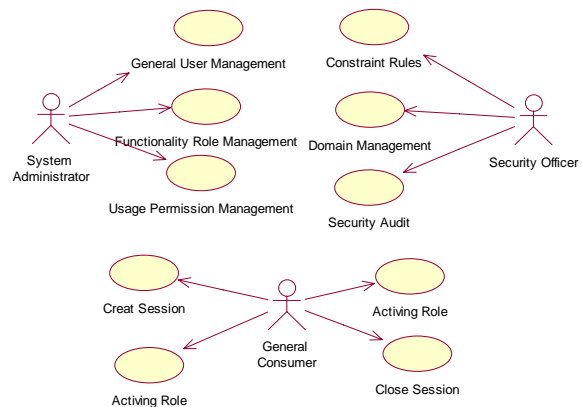 General User Management
Constraint Rules
Functionality Role Management
Domain Management
System
Administrator
Security Officer
Usage Permission Management
Security Audit
Creat Session
Activing Role
General
Consumer
Activing Role
Close Session